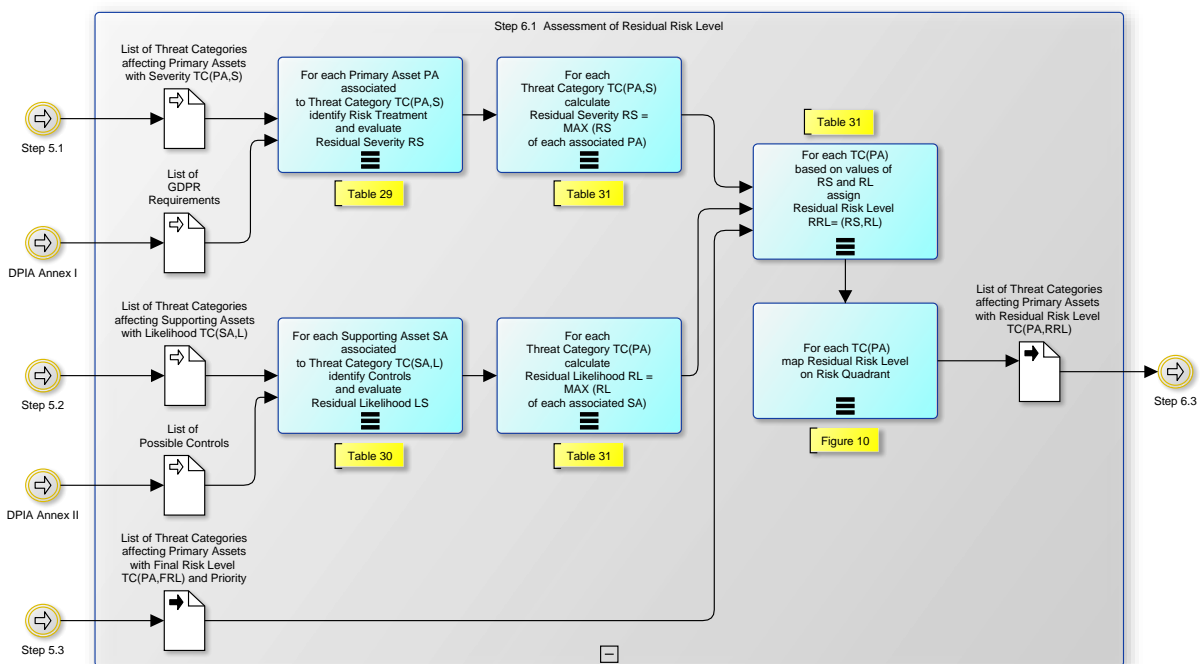 Step 6.1 Assessment of Residual Risk Level
List of Threat Categories
affecting Primary Assets
with Severity TC(PA,S)
Step 5.1
For each Primary Asset PA
associated
to Threat Category TC(PA,S)
identify Risk Treatment
and evaluate
Residual Severity RS
Table 29
For each
Threat Category TC(PA,S)
calculate
Residual Severity RS =
MAX (RS
of each associated PA)
Table 31
List of
GDPR
Requirements
DPIA Annex I
Table 31
For each TC(PA)
based on values of
RS and RL
assign
Residual Risk Level
RRL= (RS,RL)
List of Threat Categories
affecting Supporting Assets
with Likelihood TC(SA,L)
Step 5.2
For each Supporting Asset SA
associated
to Threat Category TC(SA,L)
identify Controls
and evaluate
Residual Likelihood LS
Table 30
For each
Threat Category TC(PA)
calculate
Residual Likelihood RL =
MAX (RL
of each associated SA)
Table 31
For each TC(PA)
map Residual Risk Level
on Risk Quadrant
Figure 10
List of Threat Categories
affecting Primary Assets
with Residual Risk Level
TC(PA,RRL)
Step 6.3
List of
Possible Controls
DPIA Annex II
List of Threat Categories
affecting Primary Assets
with Final Risk Level
TC(PA,FRL) and Priority
Step 5.3